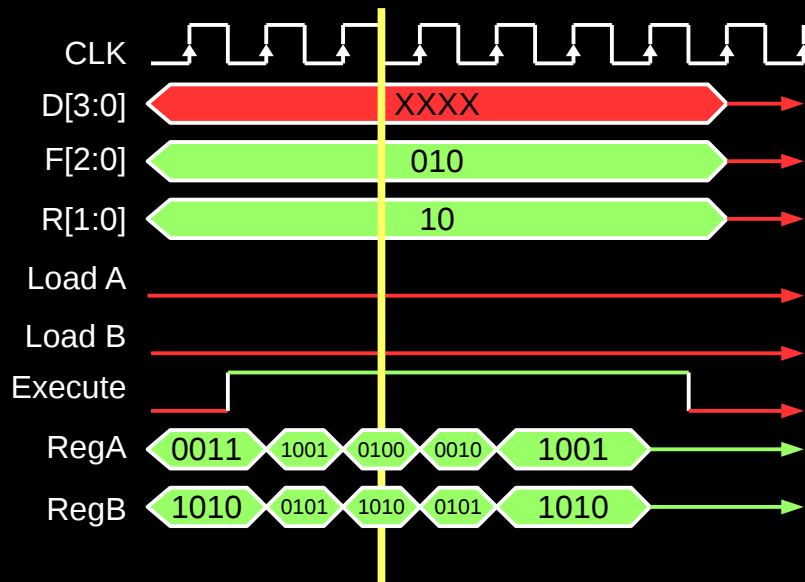 CLK
D[3:0] XXXX
F[2:0] 010
R[1:0] 10
Load A
Load B
Execute
RegA 0011 1001 0100 0010 1001
RegB 1010 0101 1010 0101 1010